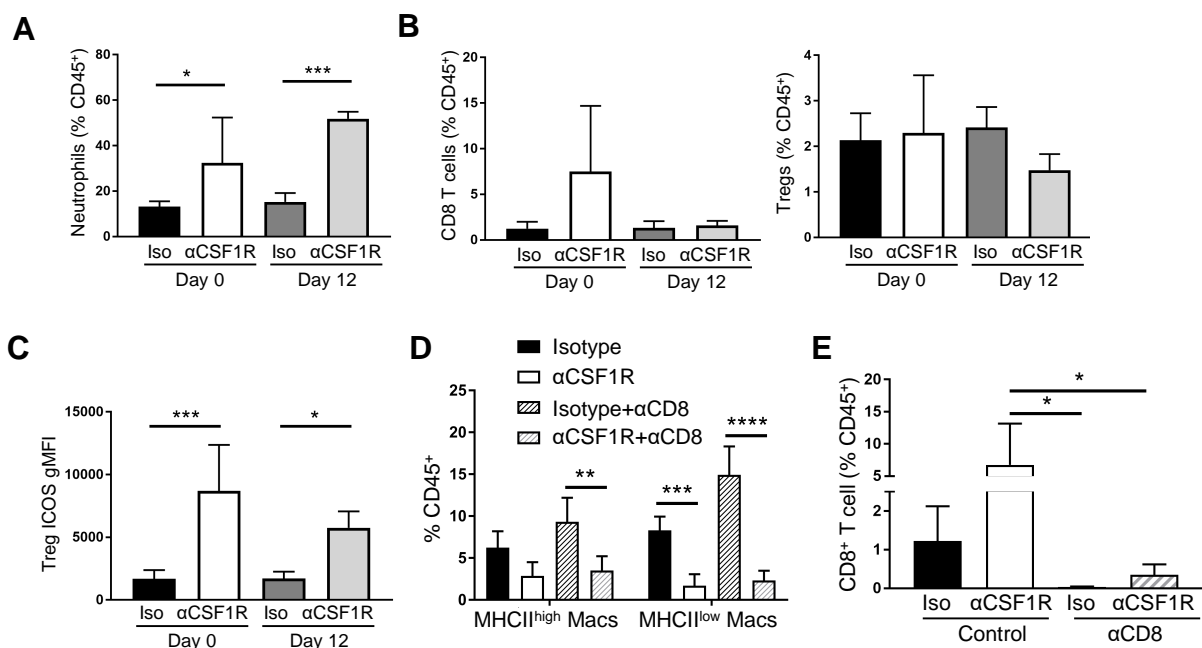 A
Neutrophils (% CD45⁺)
80
60
40
20
0
*
***
Iso αCSF1R Iso αCSF1R
Day 0 Day 12
B
CD8 T cells (% CD45⁺)
20
15
10
5
0
Iso αCSF1R Iso αCSF1R
Day 0 Day 12
Tregs (% CD45⁺)
4
3
2
1
0
Iso αCSF1R Iso αCSF1R
Day 0 Day 12
C
Treg ICOS gMFI
15000
10000
5000
0
***
*
Iso αCSF1R Iso αCSF1R
Day 0 Day 12
D
Isotype
αCSF1R
Isotype+αCD8
αCSF1R+αCD8
% CD45⁺
25
20
15
10
5
0
**
***
****
MHCIIʰⁱᵍʰ Macs MHCIIˡᵒʷ Macs
E
CD8⁺ T cell (% CD45⁺)
20
15
10
5
2
1
0
*
*
Iso αCSF1R Iso αCSF1R
Control αCD8